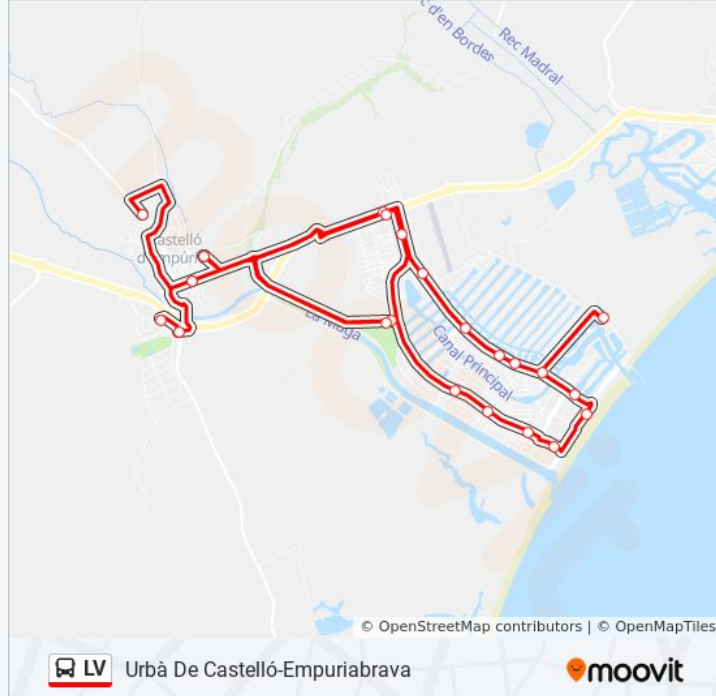 c d'en Bordes
Rec Madral
Castelló
d'Empúri
La Muga
Canal Principal
© OpenStreetMap contributors | © OpenMapTiles
LV Urbà De Castelló-Empuriabrava
moovit